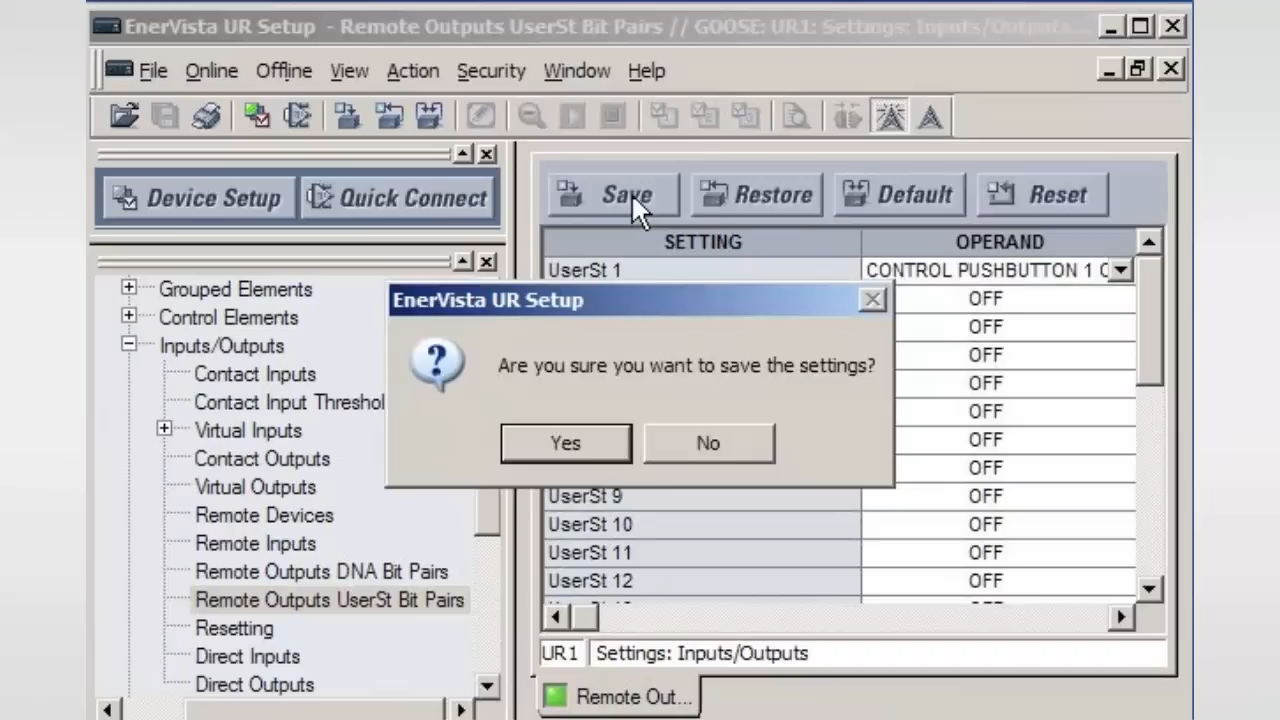 EnerVista UR Setup - Remote Outputs UserSt Bit Pairs // GOOSE: UR1: Settings: Inputs/Outputs...
File Online Offline View Action Security Window Help
Device Setup Quick Connect
Save Restore Default Reset
SETTING OPERAND
UserSt 1 CONTROL PUSHBUTTON 1
OFF
OFF
OFF
OFF
OFF
OFF
OFF
UserSt 9 OFF
UserSt 10 OFF
UserSt 11 OFF
UserSt 12 OFF
Grouped Elements
Control Elements
Inputs/Outputs
Contact Inputs
Contact Input Threshol
Virtual Inputs
Contact Outputs
Virtual Outputs
Remote Devices
Remote Inputs
Remote Outputs DNA Bit Pairs
Remote Outputs UserSt Bit Pairs
Resetting
Direct Inputs
Direct Outputs
EnerVista UR Setup
Are you sure you want to save the settings?
Yes No
UR1 Settings: Inputs/Outputs
Remote Out...